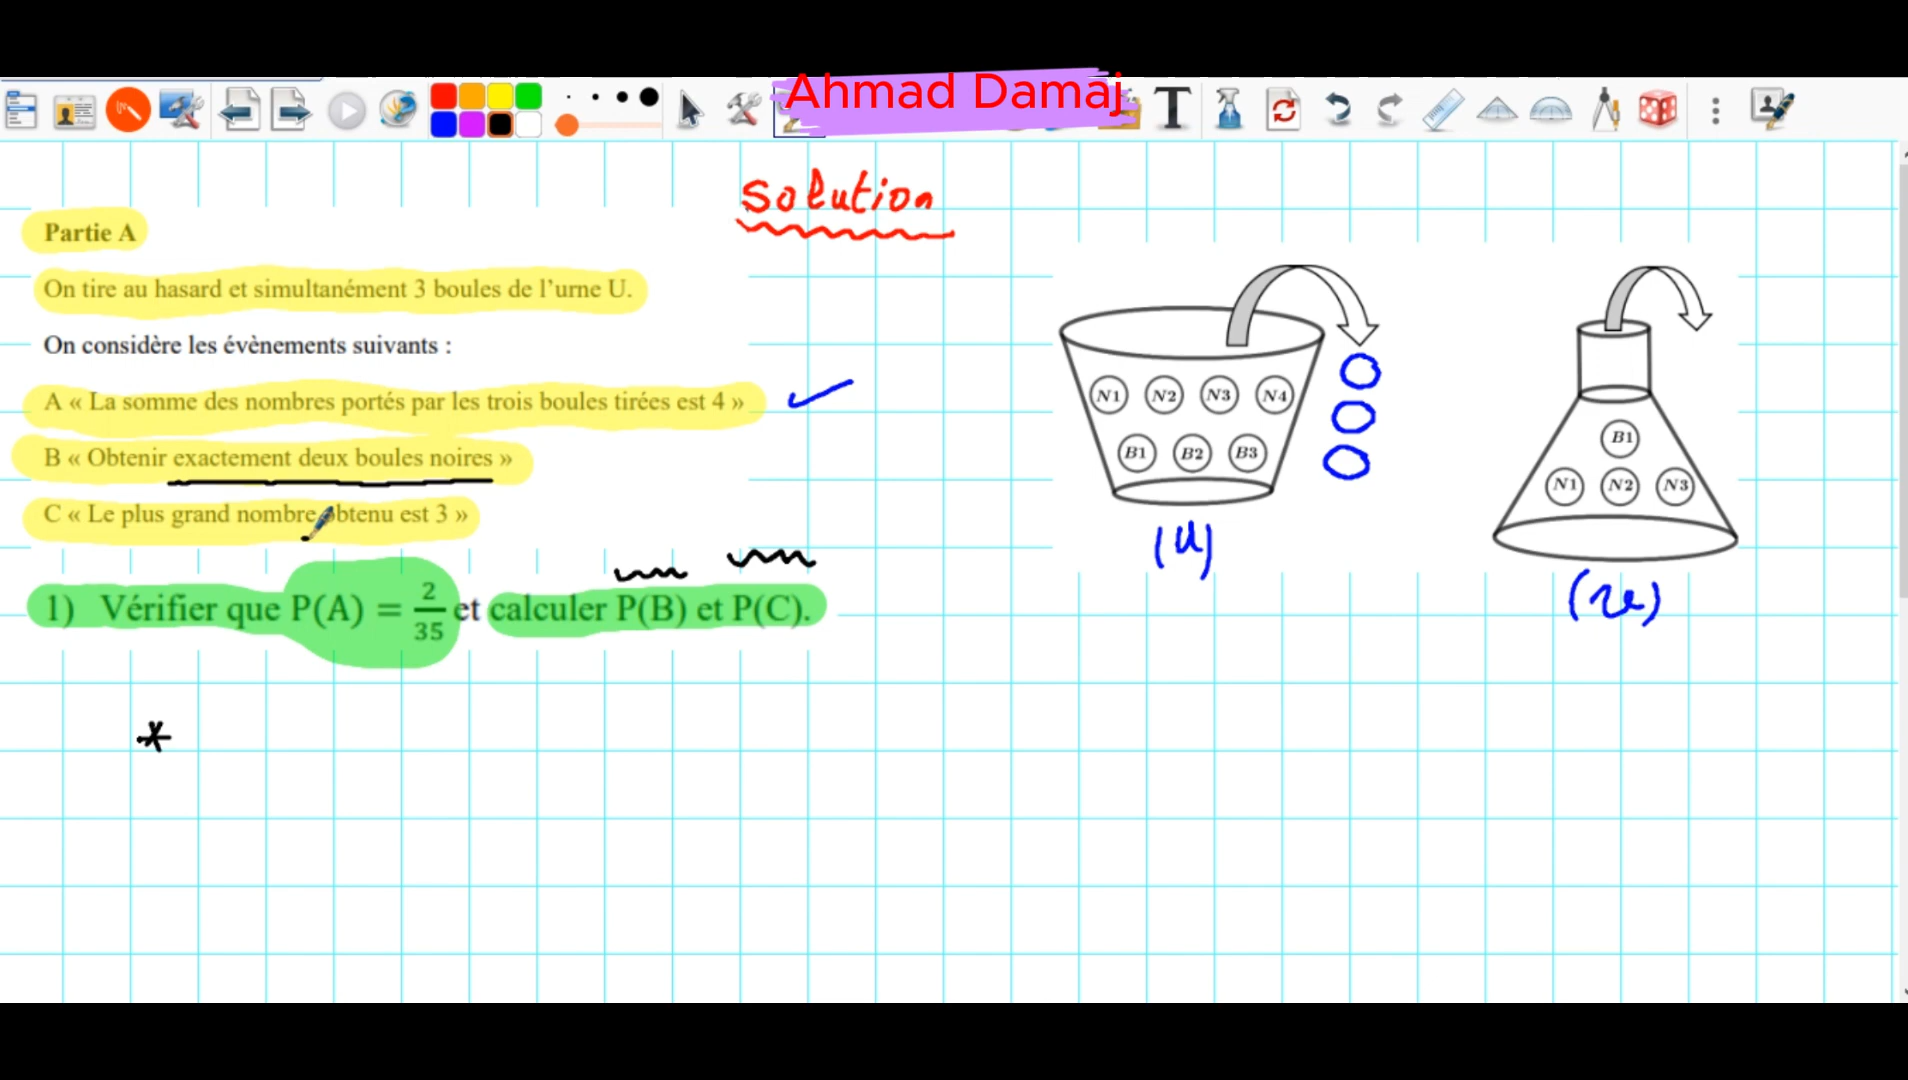 Ahmad Damaj
T
Solution
Partie A
On tire au hasard et simultanément 3 boules de l’urne U.
On considère les évènements suivants :
A « La somme des nombres portés par les trois boules tirées est 4 »
B « Obtenir exactement deux boules noires »
C « Le plus grand nombre obtenu est 3 »
1) Vérifier que P(A) = 2/35 et calculer P(B) et P(C).
*
N1 N2 N3 N4
B1 B2 B3
(U)
B1
N1 N2 N3